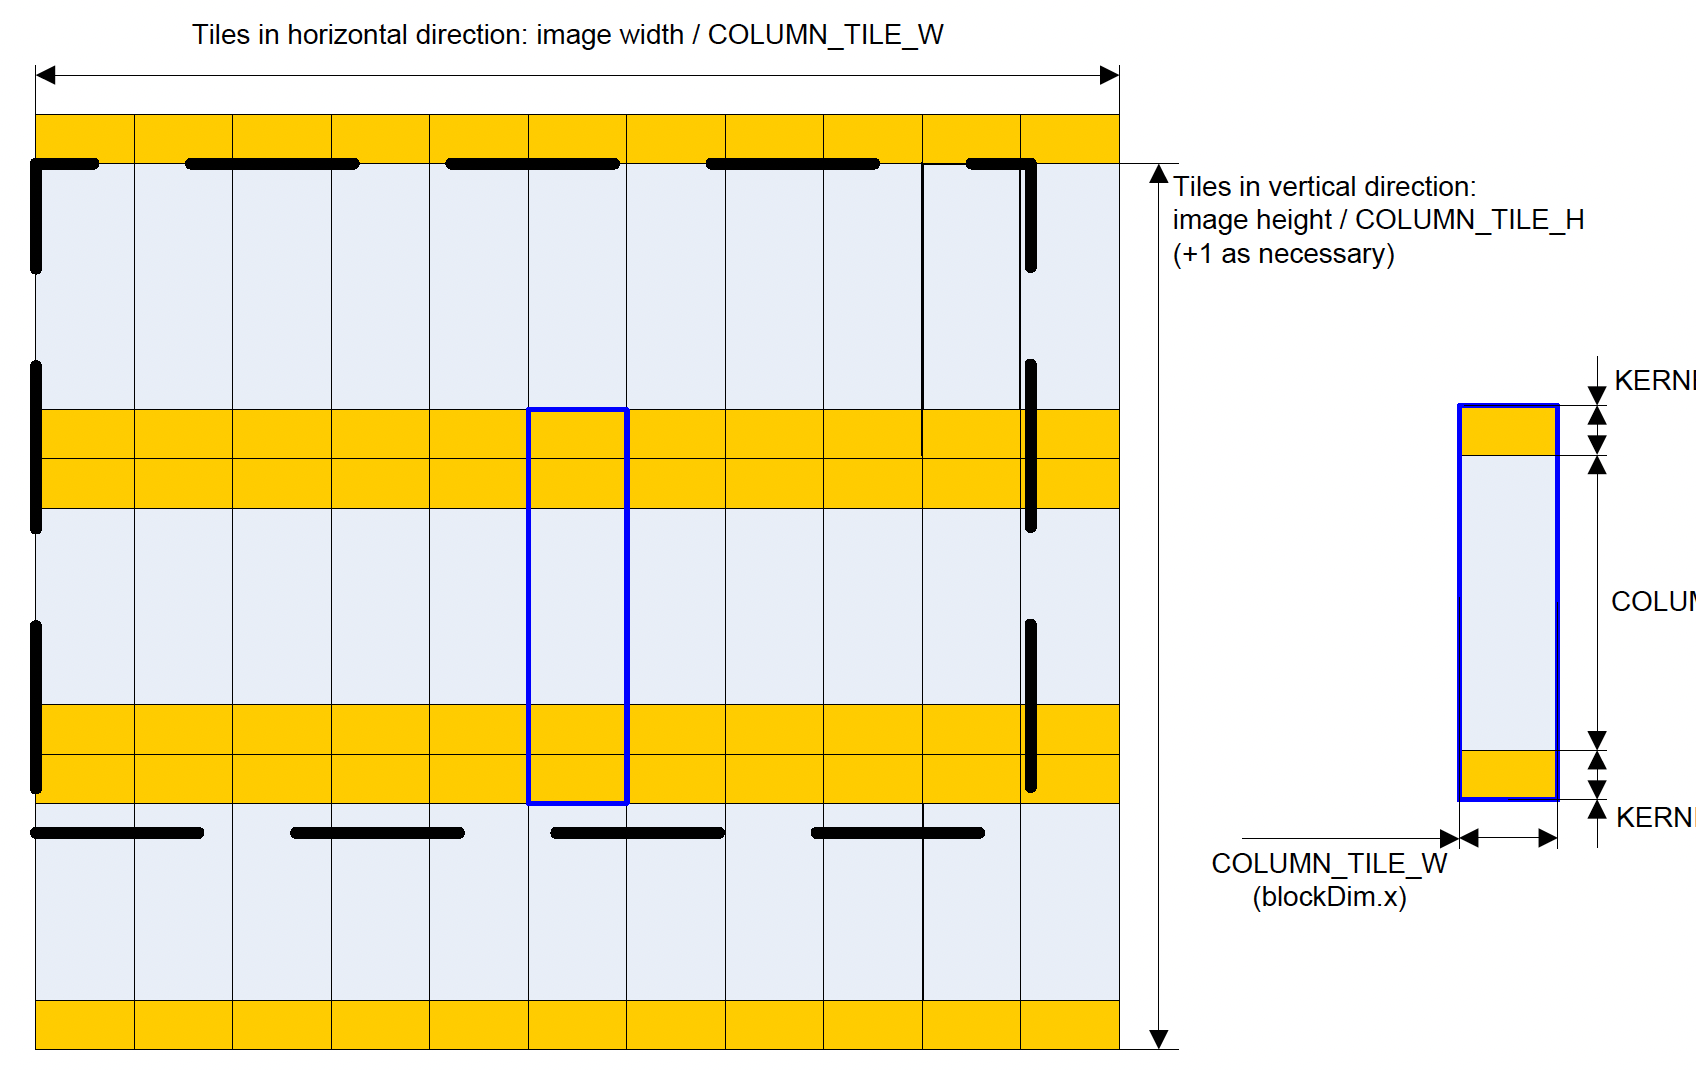 Tiles in horizontal direction: image width / COLUMN_TILE_W
Tiles in vertical direction:
image height / COLUMN_TILE_H
(+1 as necessary)
COLUMN_TILE_W
(blockDim.x)